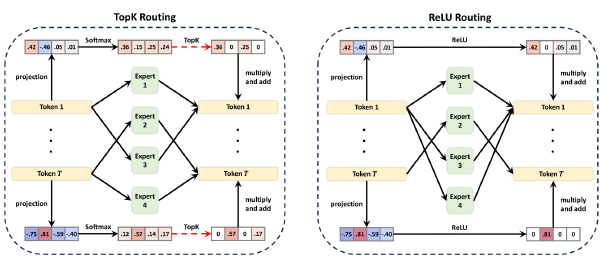 TopK Routing
.42 -.46 .05 .01
Softmax
.36 .15 .25 .24
TopK
.36 0 .25 0
projection
Expert
1
multiply
and add
Token 1
Token 1
Expert
2
Expert
3
Token T
Token T
Expert
4
projection
multiply
and add
-.75 .81 -.59 -.40
Softmax
.12 .57 .14 .17
TopK
0 .57 0 .17
ReLU Routing
.42 -.46 .05 .01
ReLU
.42 0 .05 .01
projection
Expert
1
multiply
and add
Token 1
Token 1
Expert
2
Expert
3
Token T
Token T
Expert
4
projection
multiply
and add
-.75 .81 -.59 -.40
ReLU
0 .81 0 0